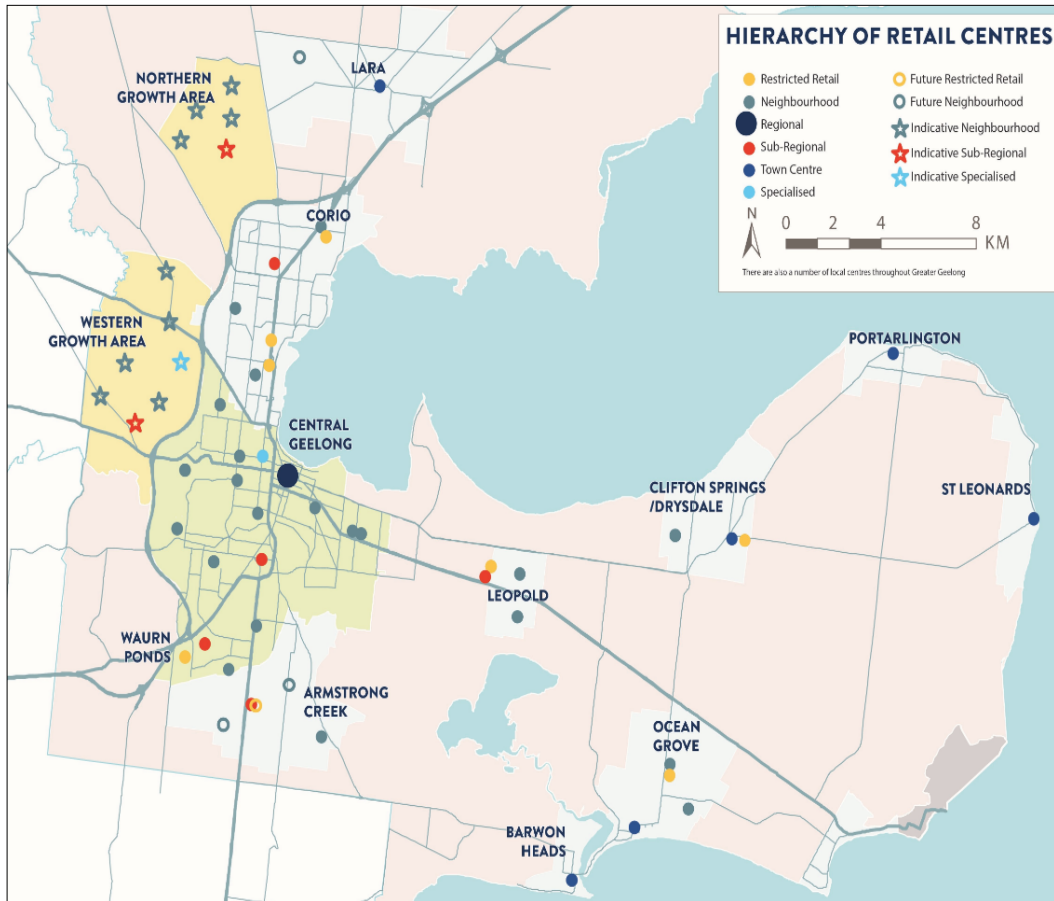 HIERARCHY OF RETAIL CENTRES
Restricted Retail
Neighbourhood
Regional
Sub-Regional
Town Centre
Specialised
Future Restricted Retail
Future Neighbourhood
Indicative Neighbourhood
Indicative Sub-Regional
Indicative Specialised
N
0 2 4 8
KM
There are also a number of local centres throughout Greater Geelong
NORTHERN
GROWTH AREA
LARA
CORIO
WESTERN
GROWTH AREA
PORTARLINGTON
CENTRAL
GEELONG
CLIFTON SPRINGS
/DRYSDALE
ST LEONARDS
LEOPOLD
WAURN
PONDS
ARMSTRONG
CREEK
OCEAN
GROVE
BARWON
HEADS